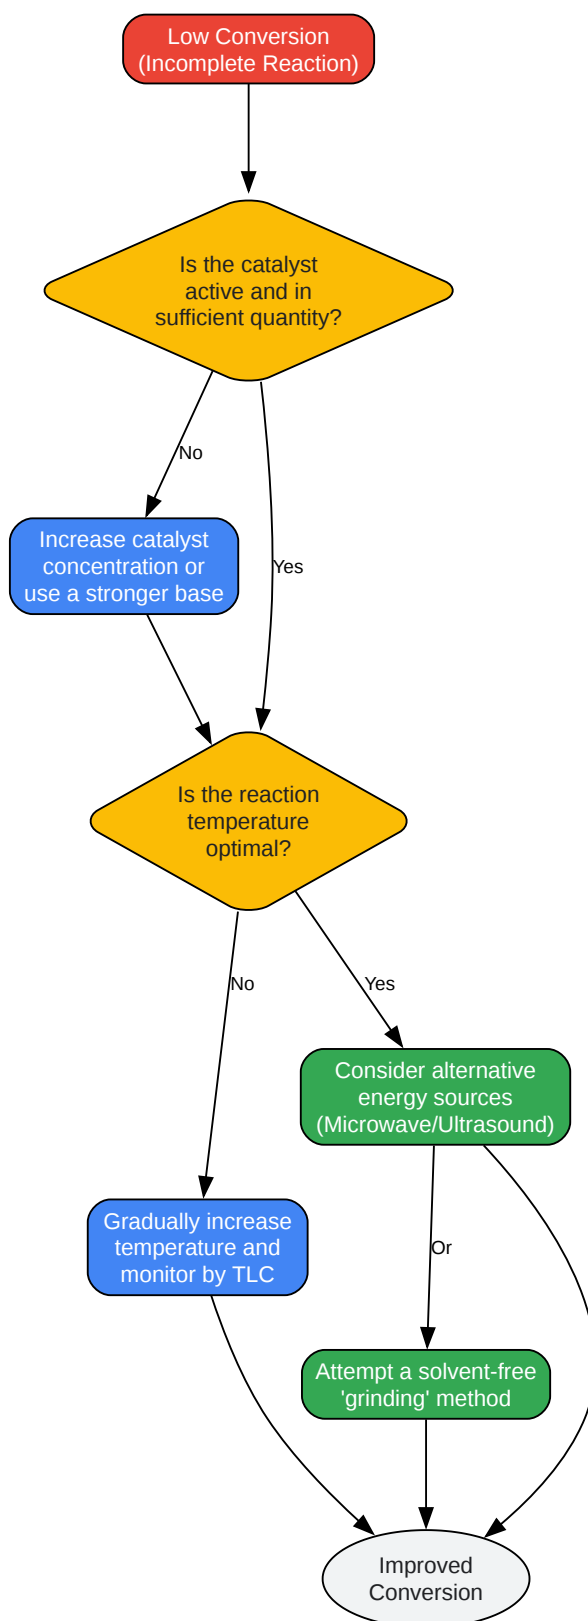 Low Conversion
(Incomplete Reaction)
Is the catalyst
active and in
sufficient quantity?
No
Increase catalyst
concentration or
use a stronger base
Yes
Is the reaction
temperature
optimal?
No
Yes
Consider alternative
energy sources
(Microwave/Ultrasound)
Gradually increase
temperature and
monitor by TLC
Or
Attempt a solvent-free
'grinding' method
Improved
Conversion